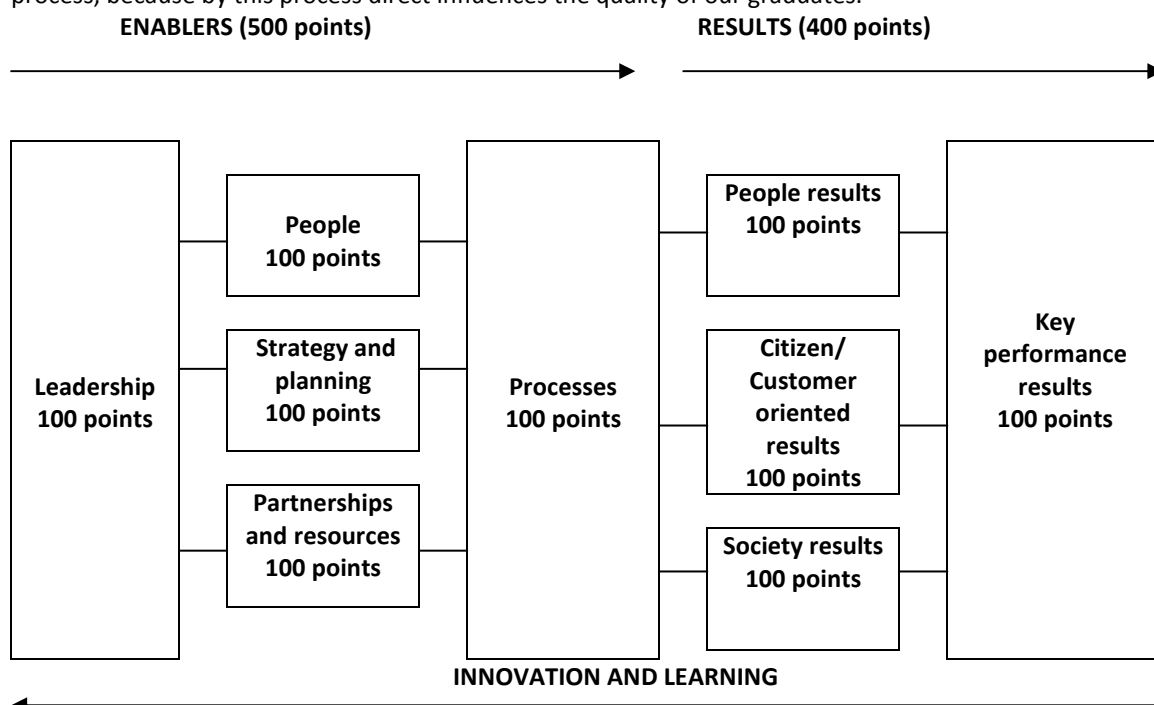 process, because by this process direct influences the quality of our graduates.
ENABLERS (500 points)
RESULTS (400 points)
Leadership
100 points
People
100 points
Strategy and
planning
100 points
Partnerships
and resources
100 points
Processes
100 points
People results
100 points
Citizen/
Customer
oriented
results
100 points
Society results
100 points
Key
performance
results
100 points
INNOVATION AND LEARNING